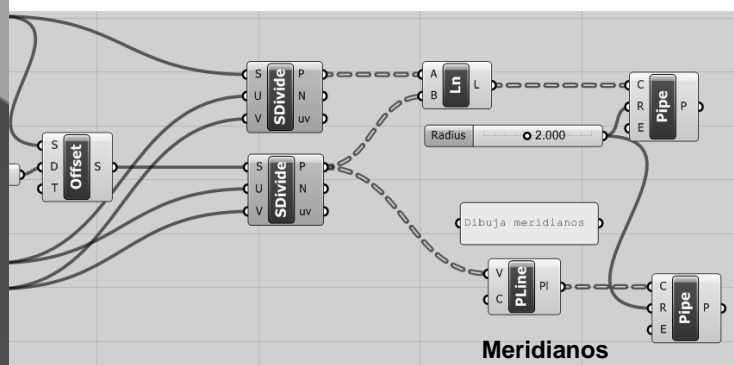 S
U
V
SDivide
P
N
uv
A
B
Ln
L
C
R
E
Pipe
P
Radius 2.000
S
D
T
Offset
S
S
U
V
SDivide
P
N
uv
Dibuja meridianos
V
C
PLine
Pl
C
R
E
Pipe
P
Meridianos